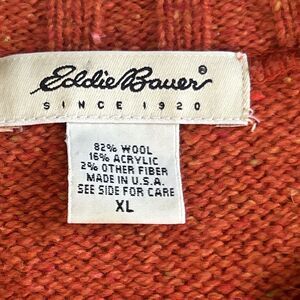 Eddie Bauer®
SINCE 1920
82% WOOL
16% ACRYLIC
2% OTHER FIBER
MADE IN U.S.A.
SEE SIDE FOR CARE
XL